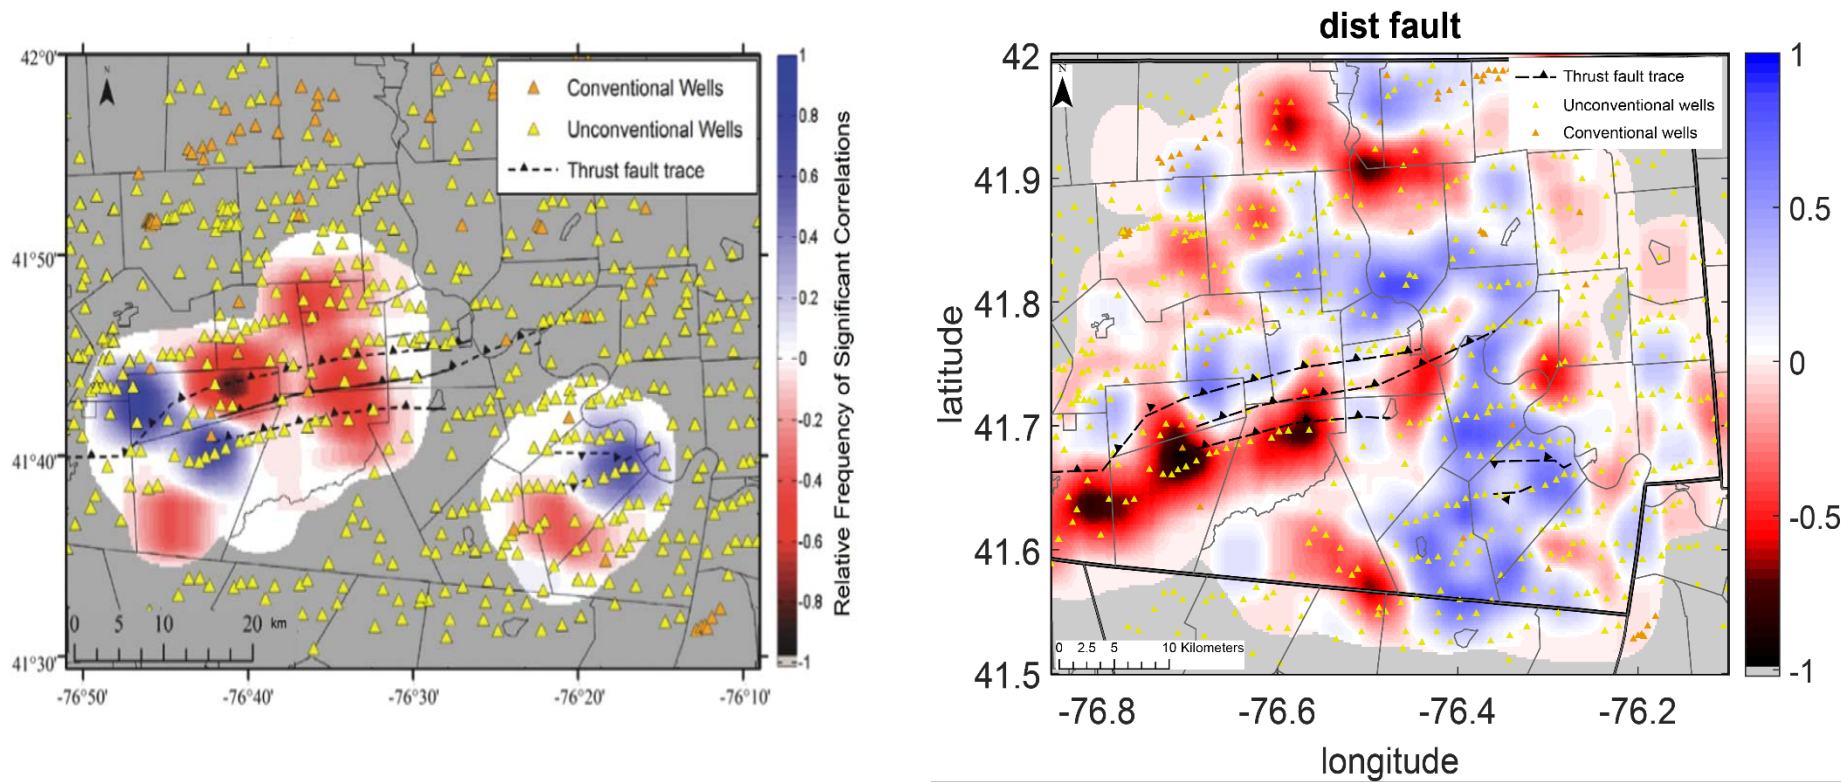 42°0'
41°50'
41°40'
41°30'
-76°50'
-76°40'
-76°30'
-76°20'
-76°10'
N
Conventional Wells
Unconventional Wells
Thrust fault trace
0 5 10 20 km
1
0.8
0.6
0.4
0.2
0
-0.2
-0.4
-0.6
-0.8
-1
Relative Frequency of Significant Correlations
dist fault
N
Thrust fault trace
Unconventional wells
Conventional wells
42
41.9
41.8
41.7
41.6
41.5
latitude
0 2.5 5 10 Kilometers
-76.8
-76.6
-76.4
-76.2
longitude
1
0.5
0
-0.5
-1